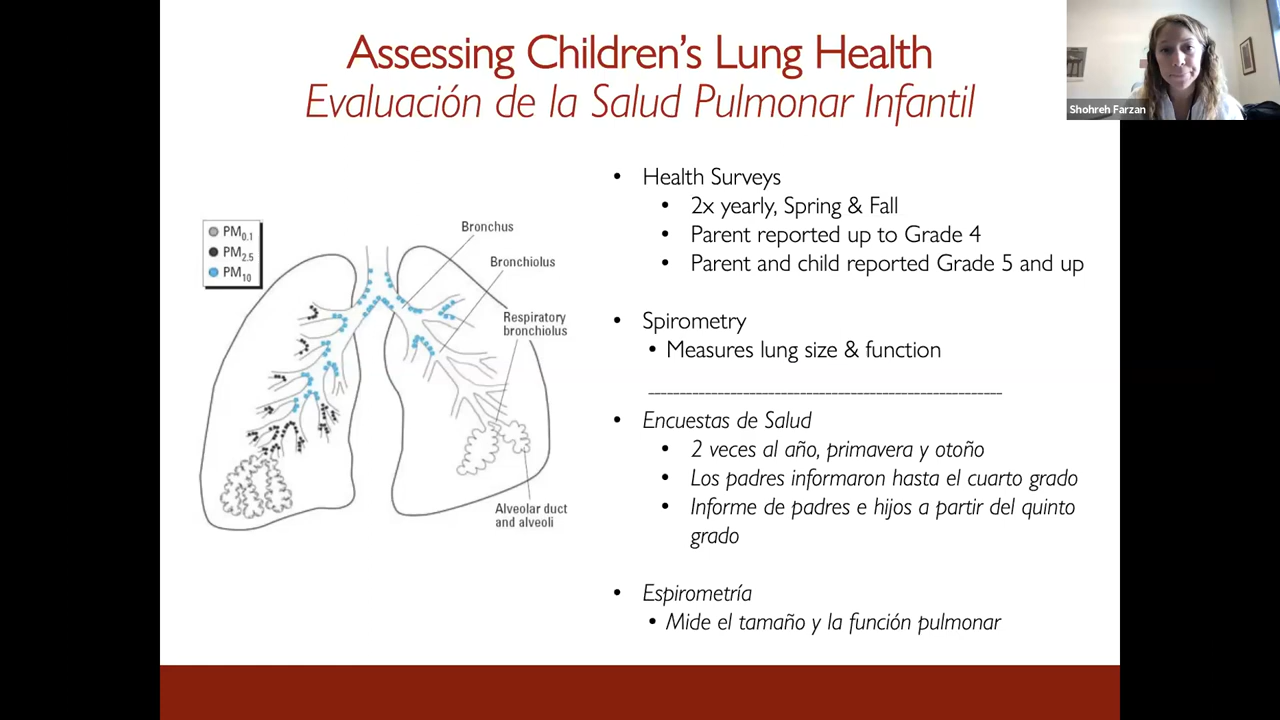 Assessing Children's Lung Health
Evaluación de la Salud Pulmonar Infantil
Shohreh Farzan
PM0.1
PM2.5
PM10
Bronchus
Bronchiolus
Respiratory
bronchiolus
Alveolar duct
and alveoli
• Health Surveys
• 2x yearly, Spring & Fall
• Parent reported up to Grade 4
• Parent and child reported Grade 5 and up
• Spirometry
• Measures lung size & function
• Encuestas de Salud
• 2 veces al año, primavera y otoño
• Los padres informaron hasta el cuarto grado
• Informe de padres e hijos a partir del quinto
grado
• Espirometría
• Mide el tamaño y la función pulmonar